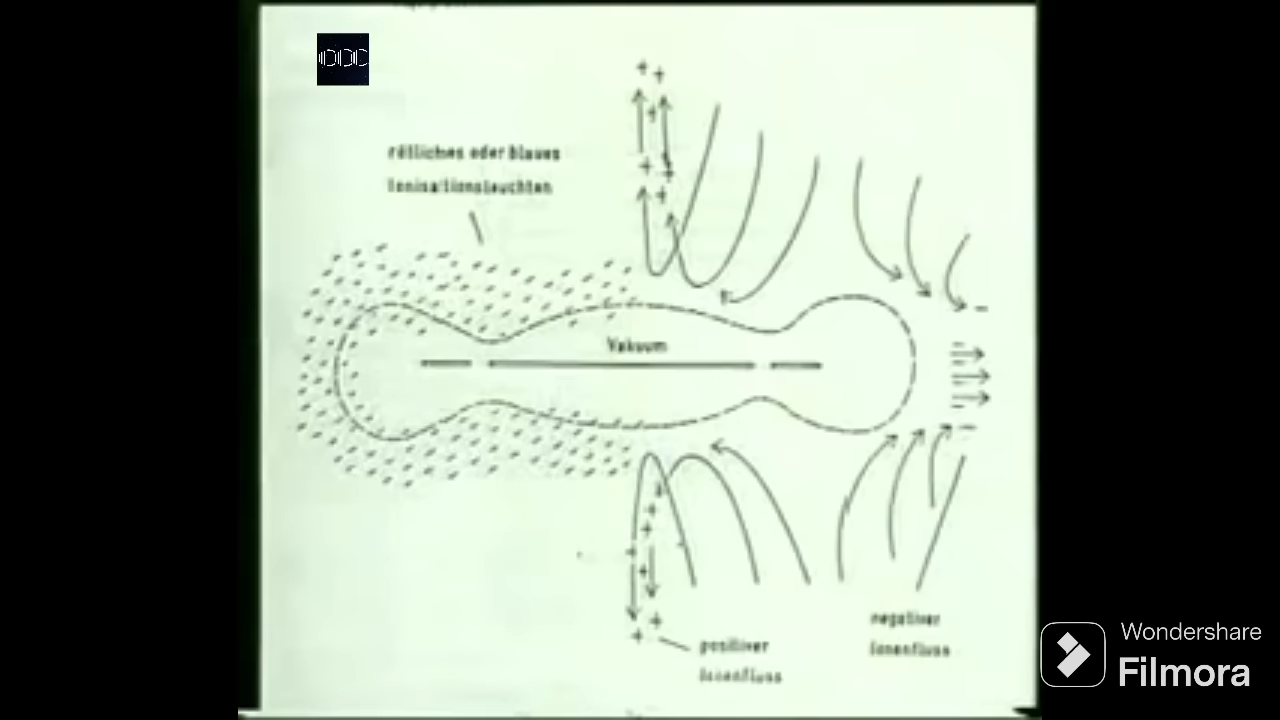 rötliches oder blaues
Ionisationsleuchten
Vakuum
positiver
Ionenfluss
negativer
Ionenfluss
Wondershare
Filmora